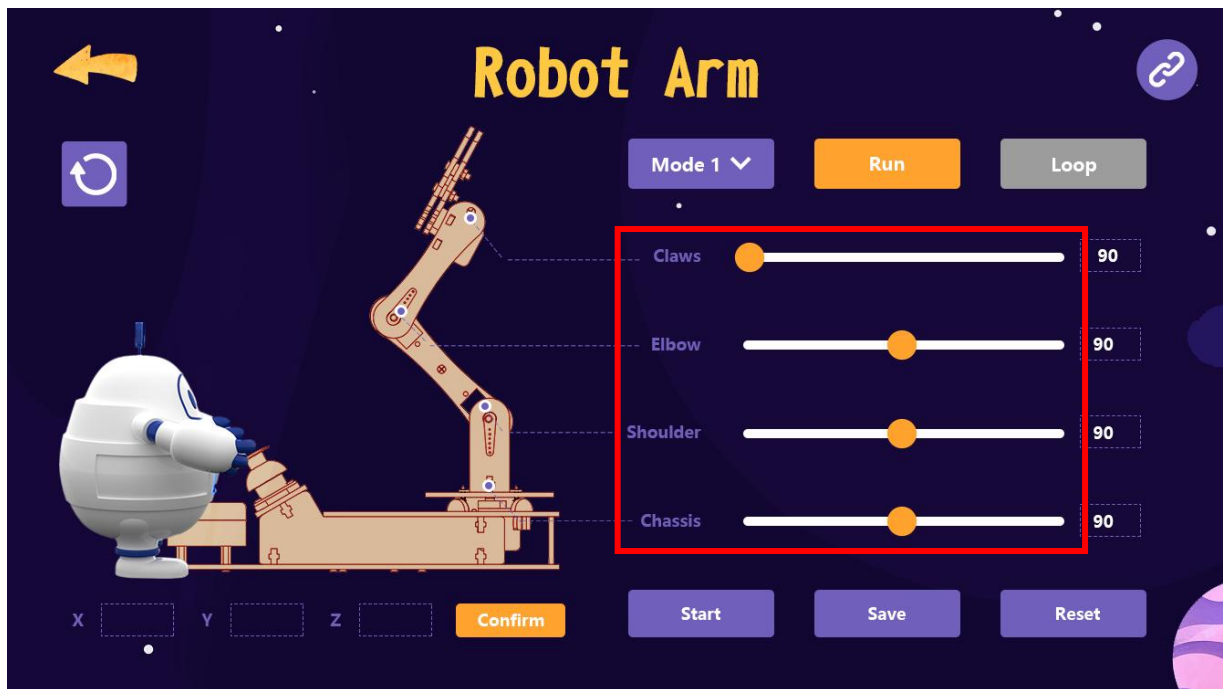 Robot Arm
Mode 1
Run
Loop
Claws
90
Elbow
90
Shoulder
90
Chassis
90
X
Y
Z
Confirm
Start
Save
Reset